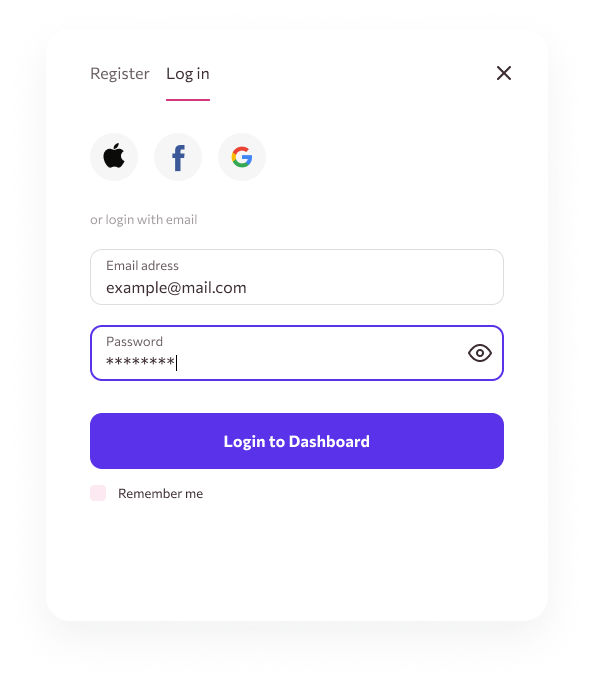 Register Log in
or login with email
Email adress
example@mail.com
Password
********
Login to Dashboard
Remember me